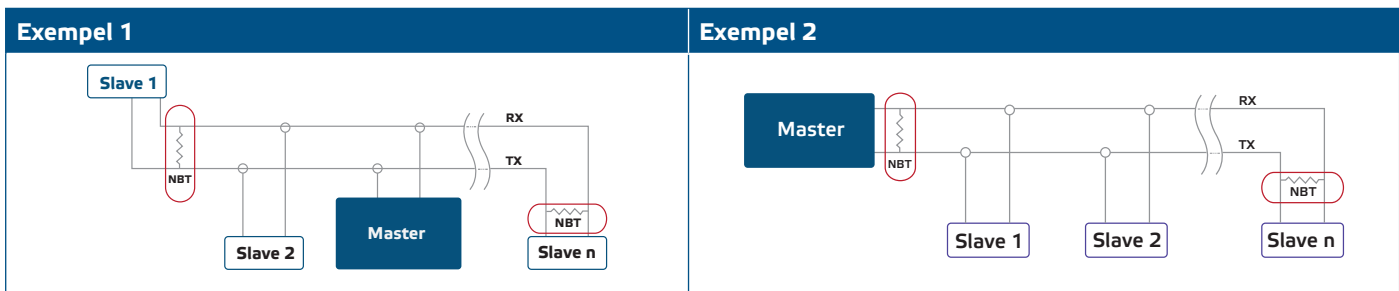 Exempel 1
Slave 1
RX
TX
NBT
NBT
Master
Slave 2
Slave n
Exempel 2
Master
RX
TX
NBT
NBT
Slave 1
Slave 2
Slave n